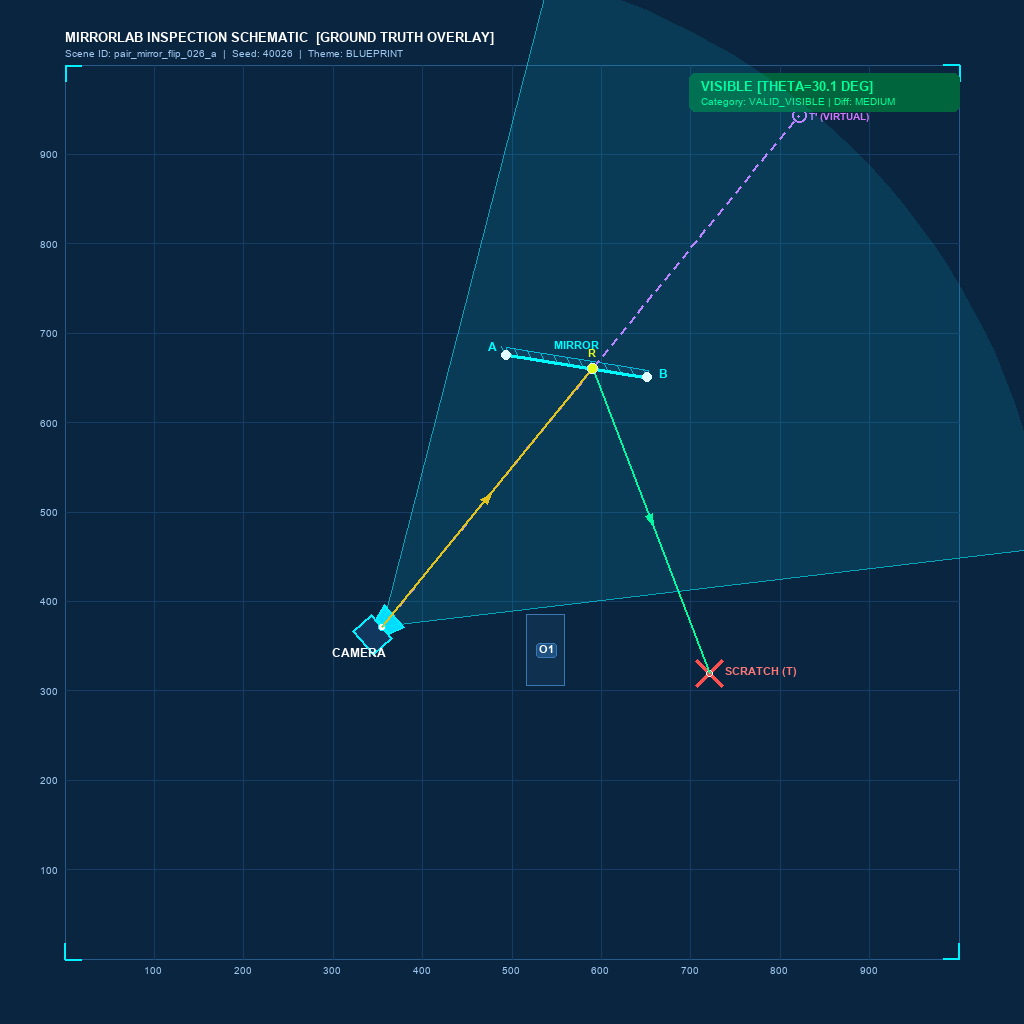 MIRRORLAB INSPECTION SCHEMATIC [GROUND TRUTH OVERLAY]
Scene ID: pair_mirror_flip_026_a | Seed: 40026 | Theme: BLUEPRINT
VISIBLE [THETA=30.1 DEG]
Category: VALID_VISIBLE | Diff: MEDIUM
T' (VIRTUAL)
900
800
700
MIRROR
A
R
B
600
500
400
CAMERA
O1
SCRATCH (T)
300
200
100
100 200 300 400 500 600 700 800 900